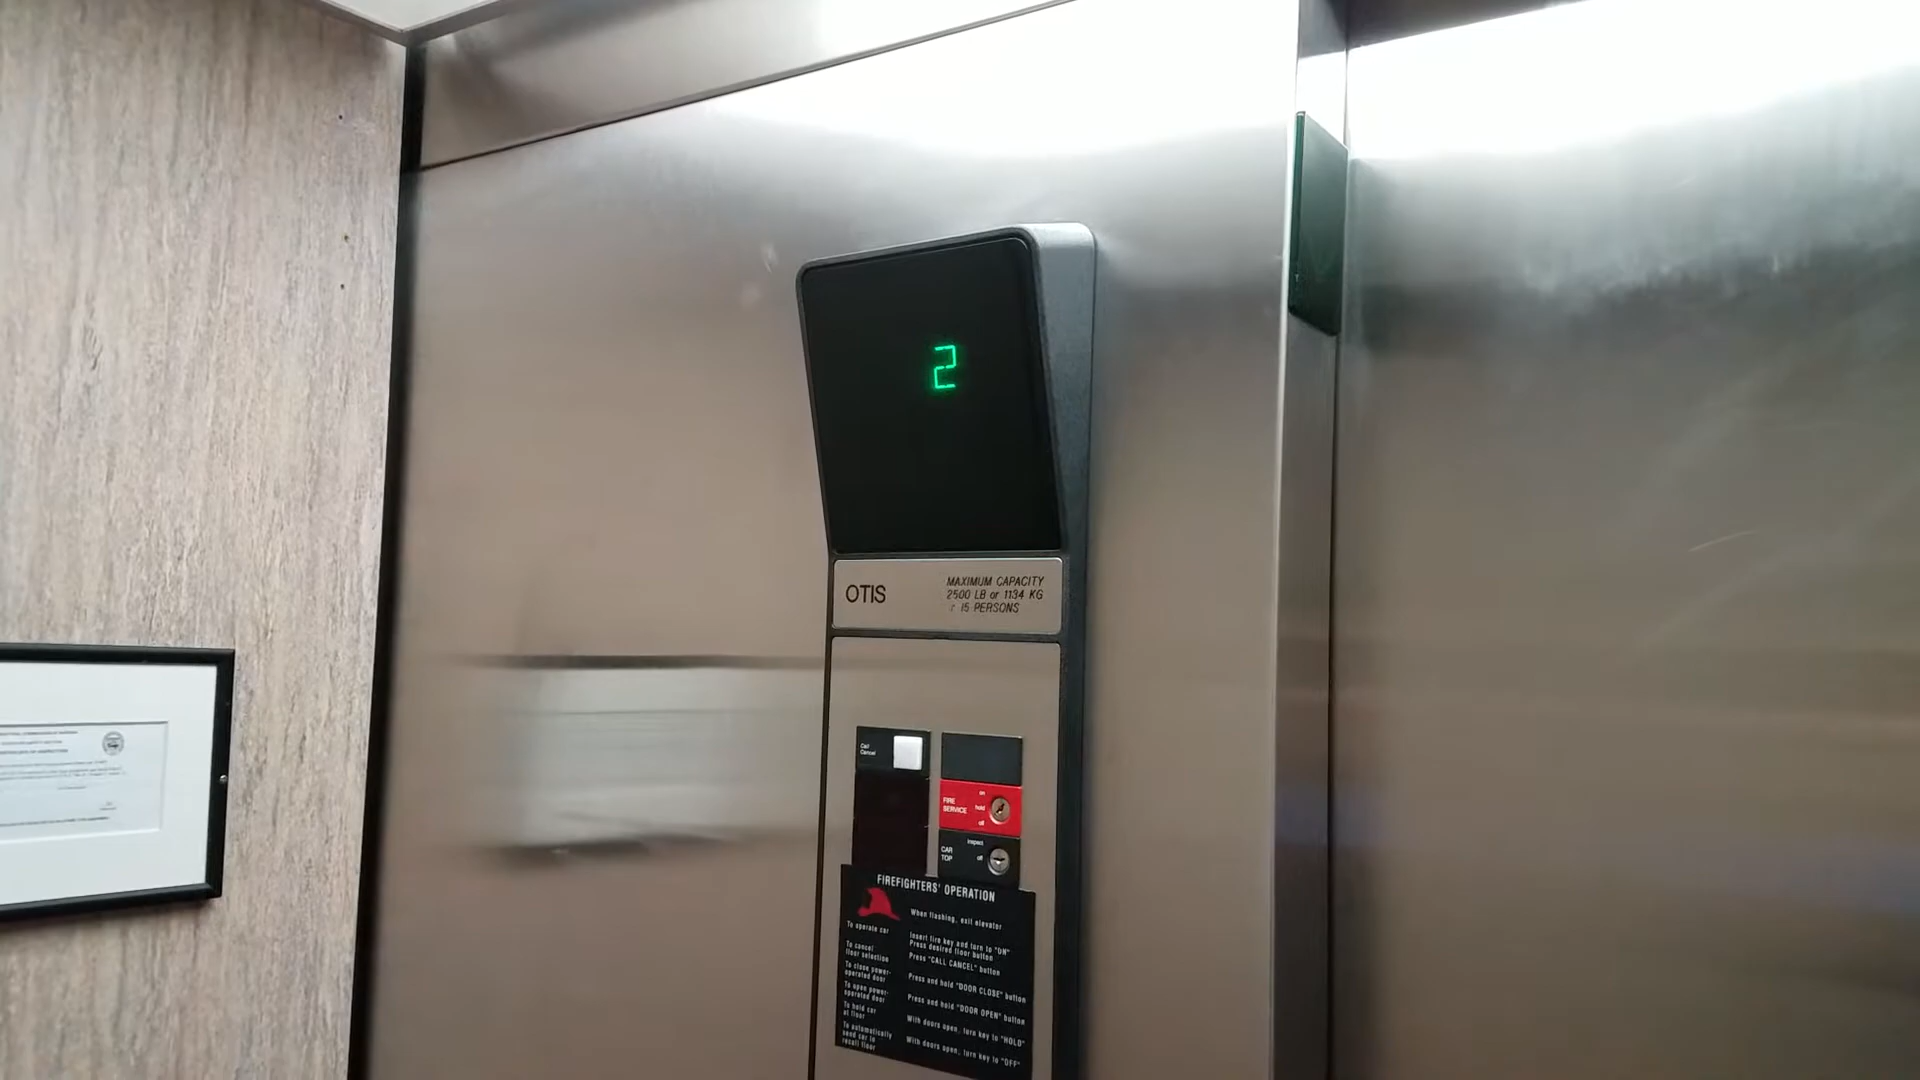 2
OTIS
MAXIMUM CAPACITY
2500 LB or 1134 KG
15 PERSONS
Call
Cancel
on
FIRE
SERVICE
hold
off
inspect
CAR
TOP
off
FIREFIGHTERS' OPERATION
When flashing, exit elevator
To operate car
Insert fire key and turn to "ON"
Press desired floor button
To cancel
floor selection
Press "CALL CANCEL" button
To close power-
operated door
Press and hold "DOOR CLOSE" button
To open power-
operated door
Press and hold "DOOR OPEN" button
To hold car
at floor
With doors open, turn key to "HOLD"
To automatically
send car to
recall floor
With doors open, turn key to "OFF"